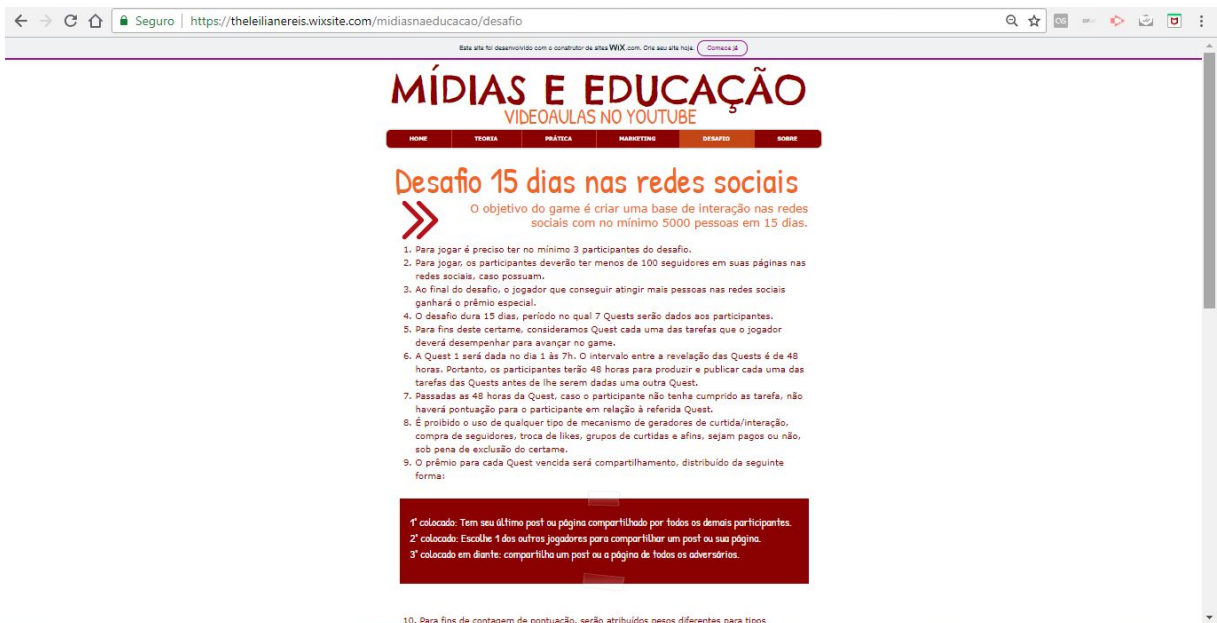 Seguro | https://theleilianereis.wixsite.com/midiasnaeducacao/desafio
Este site foi desenvolvido com o construtor de sites WIX.com. Crie seu site hoje. Comece já
MÍDIAS E EDUCAÇÃO
VIDEOAULAS NO YOUTUBE
HOME TEORIA PRÁTICA MARKETING DESAFIO SOBRE
Desafio 15 dias nas redes sociais
O objetivo do game é criar uma base de interação nas redes
sociais com no mínimo 5000 pessoas em 15 dias.
1. Para jogar é preciso ter no mínimo 3 participantes do desafio.
2. Para jogar, os participantes deverão ter menos de 100 seguidores em suas páginas nas
redes sociais, caso possuam.
3. Ao final do desafio, o jogador que conseguir atingir mais pessoas nas redes sociais
ganhará o prêmio especial.
4. O desafio dura 15 dias, período no qual 7 Quests serão dados aos participantes.
5. Para fins deste certame, consideramos Quest cada uma das tarefas que o jogador
deverá desempenhar para avançar no game.
6. A Quest 1 será dada no dia 1 às 7h. O intervalo entre a revelação das Quests é de 48
horas. Portanto, os participantes terão 48 horas para produzir e publicar cada uma das
tarefas das Quests antes de lhe serem dadas uma outra Quest.
7. Passadas as 48 horas da Quest, caso o participante não tenha cumprido as tarefa, não
haverá pontuação para o participante em relação à referida Quest.
8. É proibido o uso de qualquer tipo de mecanismo de geradores de curtida/interação,
compra de seguidores, troca de likes, grupos de curtidas e afins, sejam pagos ou não,
sob pena de exclusão do certame.
9. O prêmio para cada Quest vencida será compartilhamento, distribuído da seguinte
forma:
1° colocado: Tem seu último post ou página compartilhado por todos os demais participantes.
2° colocado: Escolhe 1 dos outros jogadores para compartilhar um post ou sua página.
3° colocado em diante: compartilha um post ou a página de todos os adversários.
10. Para fins de contagem de pontuação, serão atribuídos pesos diferentes para tipos